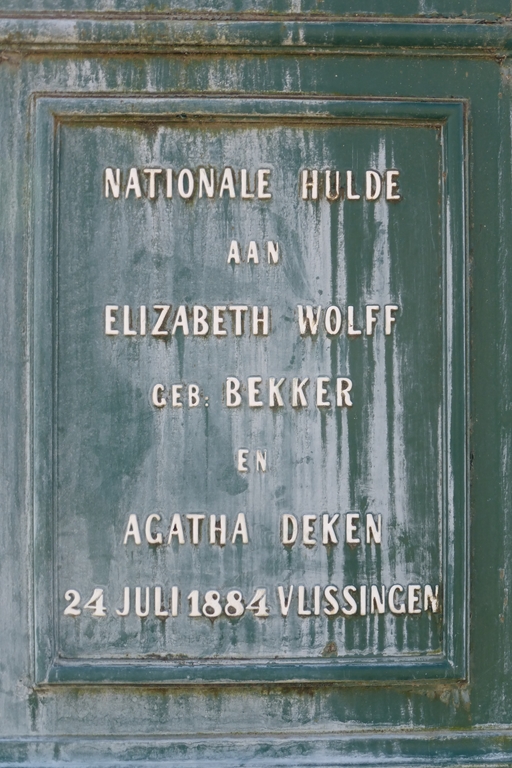 NATIONALE HULDE
AAN
ELIZABETH WOLFF
GEB: BEKKER
EN
AGATHA DEKEN
24 JULI 1884 VLISSINGEN